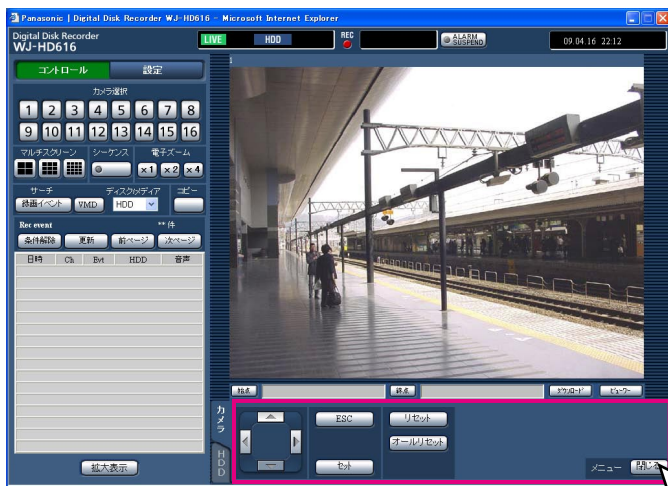 Panasonic | Digital Disk Recorder WJ-HD616 - Microsoft Internet Explorer
Digital Disk Recorder
WJ-HD616
LIVE HDD
REC
ALARM SUSPEND
09.04.16 22:12
コントロール 設定
カメラ選択
1 2 3 4 5 6 7 8
9 10 11 12 13 14 15 16
マルチスクリーン シーケンス 電子ズーム
x1 x2 x4
サーチ ディスク/メディア コピー
録画イベント VMD HDD
Rec event ** 件
条件解除 更新 前ページ 次ページ
日時 Ch Evt HDD 音声
拡大表示
始点 終点 ダウンロード ビューワー
カメラ
HDD
ESC リセット
オールリセット
セット
メニュー 閉じる